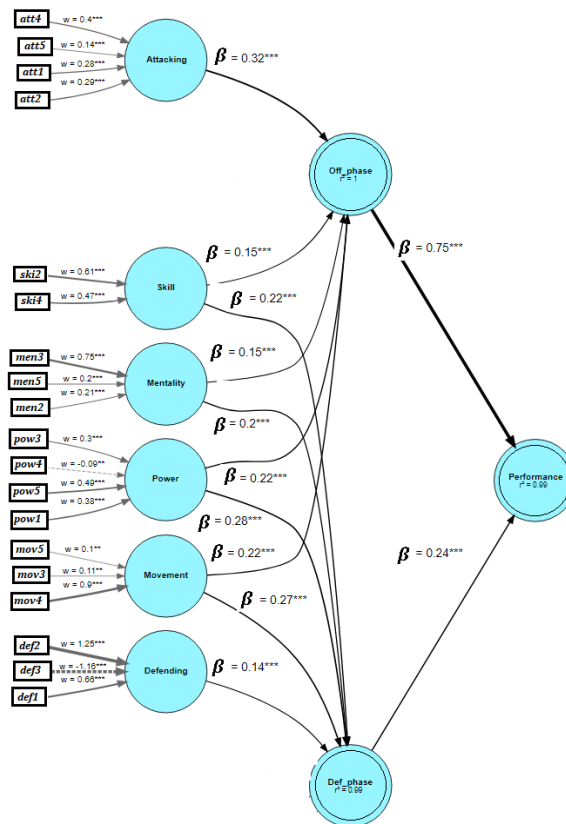 att4
w = 0.4***
att5
w = 0.14***
att1
w = 0.28***
att2
w = 0.29***
Attacking
β = 0.32***
Off_phase
r² = 1
β = 0.75***
ski2
w = 0.61***
ski4
w = 0.47***
Skill
β = 0.15***
β = 0.22***
men3
w = 0.75***
men5
w = 0.2***
men2
w = 0.21***
Mentality
β = 0.15***
β = 0.2***
pow3
w = 0.3***
pow4
w = -0.09**
pow5
w = 0.49***
pow1
w = 0.38***
Power
β = 0.22***
β = 0.28***
Performance
r² = 0.99
mov5
w = 0.1**
mov3
w = 0.11**
mov4
w = 0.9***
Movement
β = 0.22***
β = 0.27***
β = 0.24***
def2
w = 1.25***
def3
w = -1.16***
def1
w = 0.66***
Defending
β = 0.14***
Def_phase
r² = 0.99